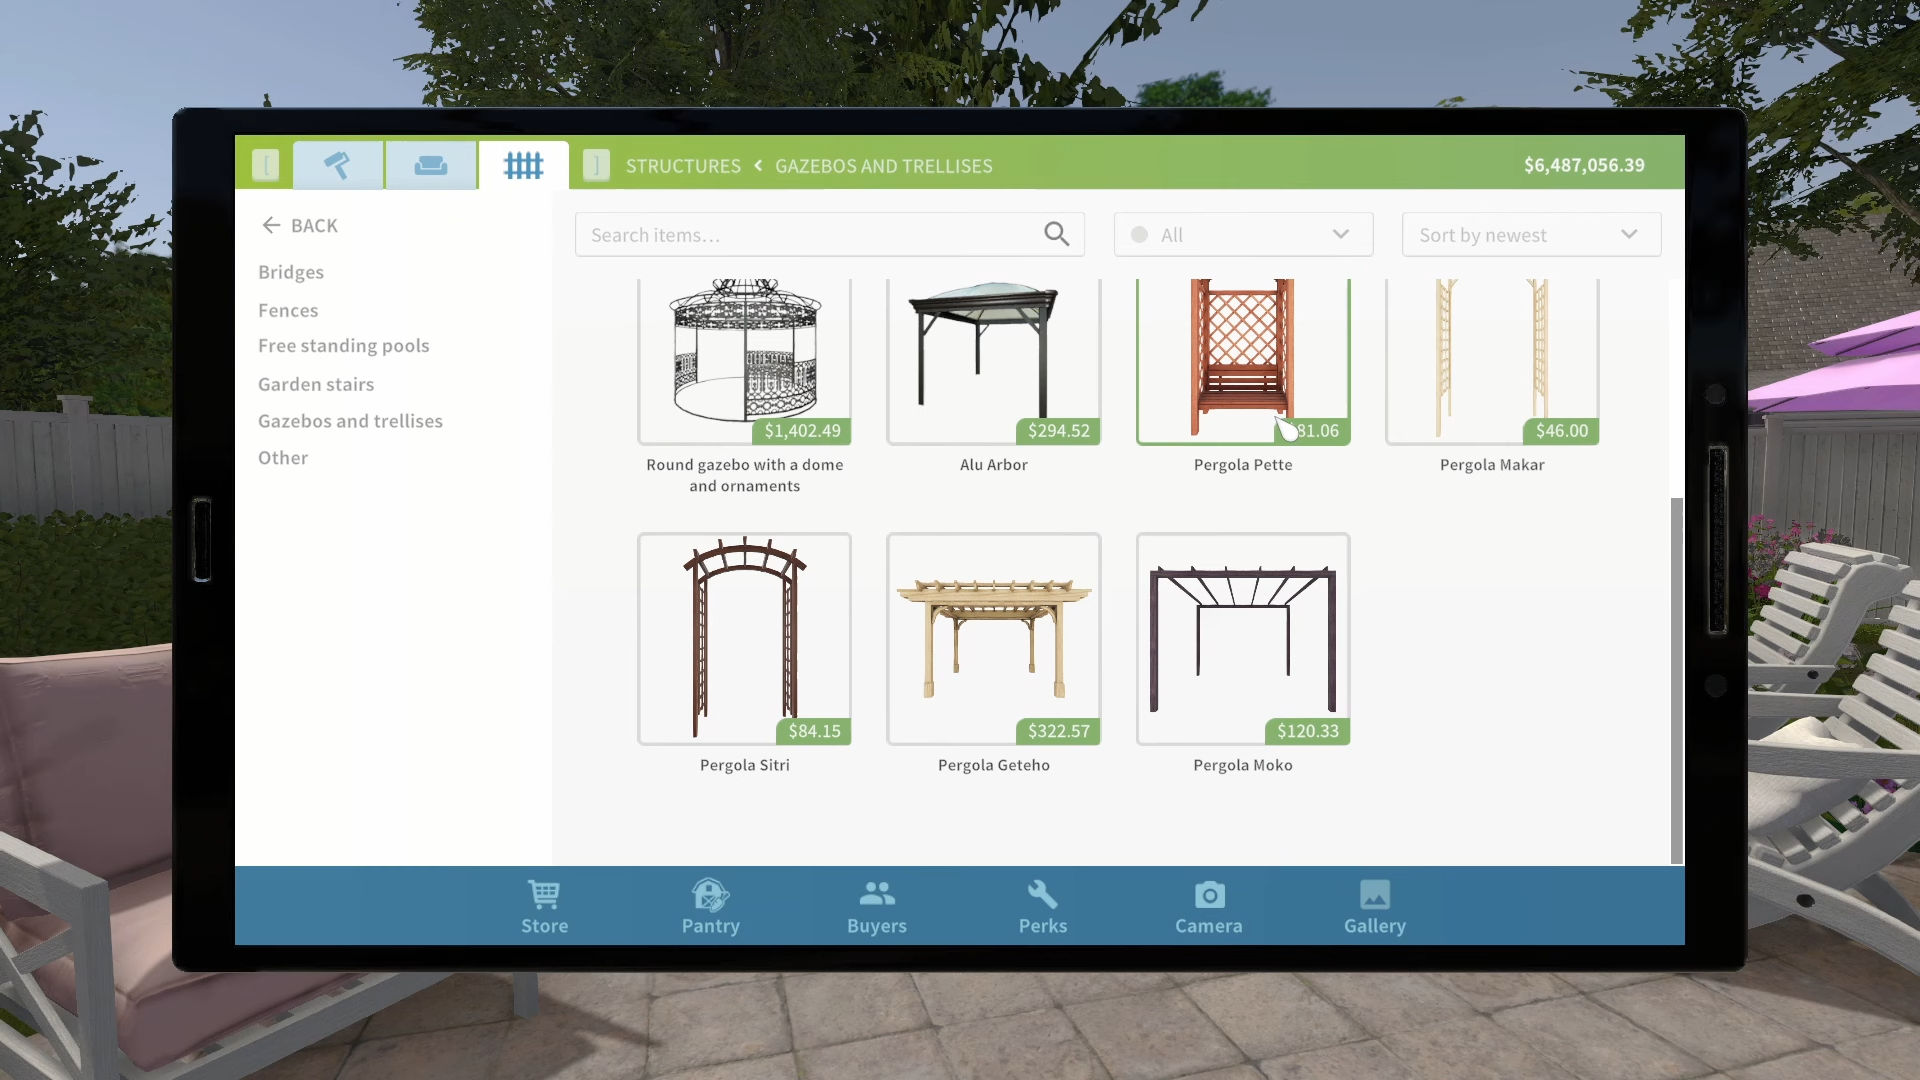 [
]
STRUCTURES < GAZEBOS AND TRELLISES
$6,487,056.39
BACK
Bridges
Fences
Free standing pools
Garden stairs
Gazebos and trellises
Other
Search items...
All
Sort by newest
$1,402.49
Round gazebo with a dome
and ornaments
$294.52
Alu Arbor
81.06
Pergola Pette
$46.00
Pergola Makar
$84.15
Pergola Sitri
$322.57
Pergola Geteho
$120.33
Pergola Moko
Store
Pantry
Buyers
Perks
Camera
Gallery